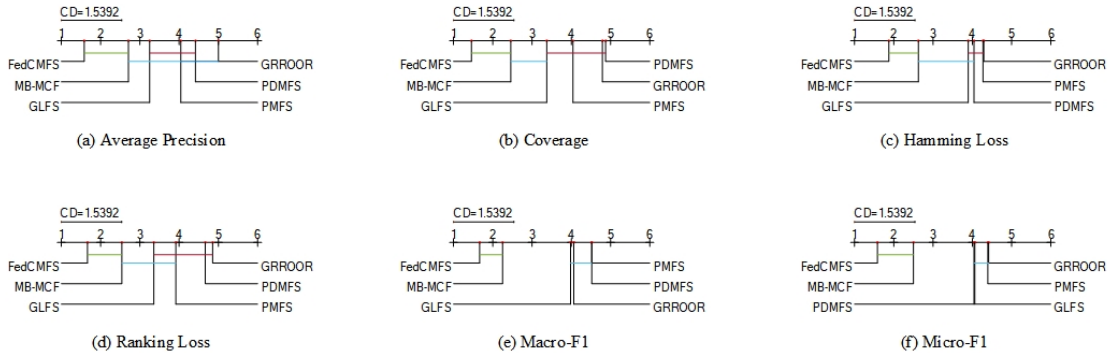 CD=1.5392
1 2 3 4 5 6
FedCMFS GRROOR
MB-MCF PDMFS
GLFS PMFS
(a) Average Precision
CD=1.5392
1 2 3 4 5 6
FedCMFS PDMFS
MB-MCF GRROOR
GLFS PMFS
(b) Coverage
CD=1.5392
1 2 3 4 5 6
FedCMFS GRROOR
MB-MCF PMFS
GLFS PDMFS
(c) Hamming Loss
CD=1.5392
1 2 3 4 5 6
FedCMFS GRROOR
MB-MCF PDMFS
GLFS PMFS
(d) Ranking Loss
CD=1.5392
1 2 3 4 5 6
FedCMFS PMFS
MB-MCF PDMFS
GLFS GRROOR
(e) Macro-F1
CD=1.5392
1 2 3 4 5 6
FedCMFS GRROOR
MB-MCF PMFS
PDMFS GLFS
(f) Micro-F1